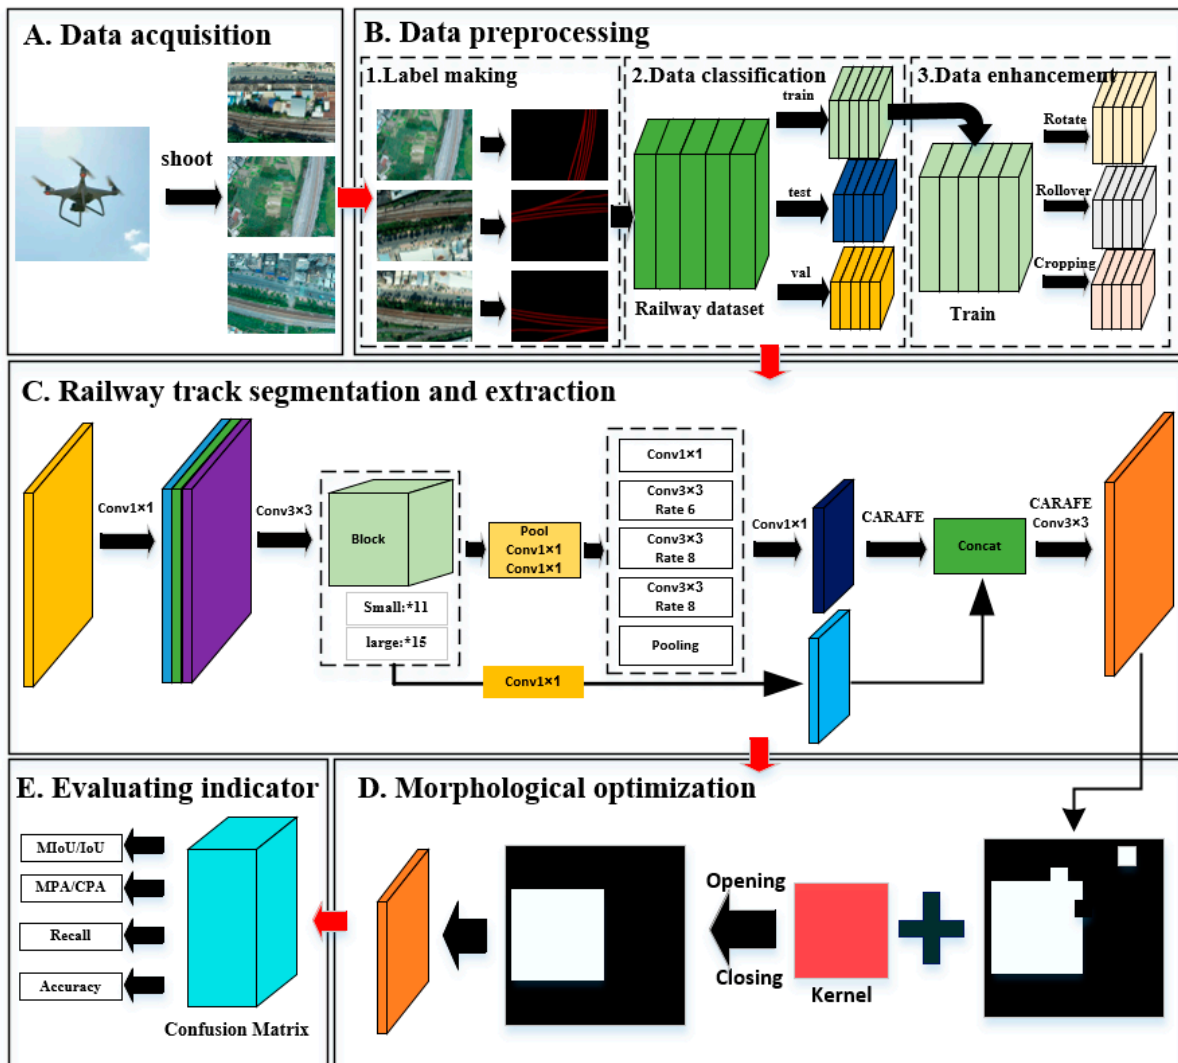 A. Data acquisition
shoot
B. Data preprocessing
1.Label making
2.Data classification
train
test
val
Railway dataset
3.Data enhancement
Rotate
Rollover
Cropping
Train
C. Railway track segmentation and extraction
Conv1×1
Conv3×3
Block
Small:*11
large:*15
Pool
Conv1×1
Conv1×1
Conv1×1
Conv3×3
Rate 6
Conv3×3
Rate 8
Conv3×3
Rate 8
Pooling
Conv1×1
CARAFE
Concat
CARAFE
Conv3×3
Conv1×1
E. Evaluating indicator
MIoU/IoU
MPA/CPA
Recall
Accuracy
Confusion Matrix
D. Morphological optimization
Opening
Closing
Kernel